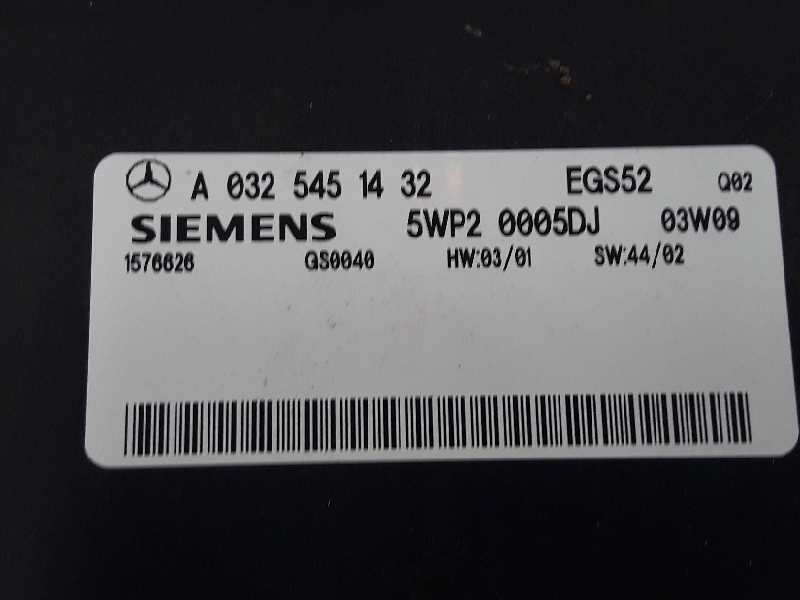 A 032 545 14 32 EGS52 Q02
SIEMENS 5WP2 0005DJ 03W09
1576626 GS0040 HW:03/01 SW:44/02